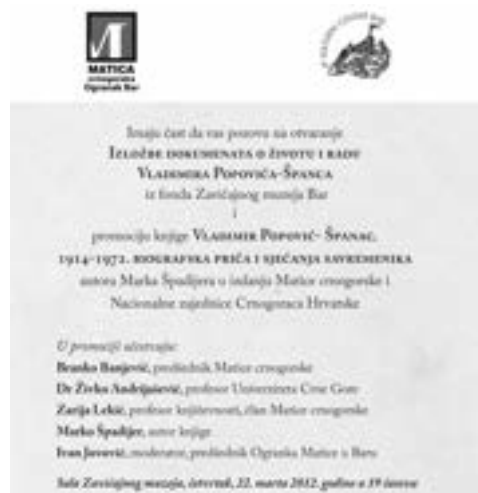 MATICA
crnogorska
Ogranak Bar
Imaju čast da vas pozovu na otvaranje
IZLOŽBE DOKUMENATA O ŽIVOTU I RADU
VLADIMIRA POPOVIĆA-ŠPANCA
iz fonda Zavičajnog muzeja Bar
i
promociju knjige VLADIMIR POPOVIĆ- ŠPANAC,
1914-1972. BIOGRAFSKA PRIČA I SJEĆANJA SAVREMENIKA
autora Marka Špadijera u izdanju Matice crnogorske i
Nacionalne zajednice Crnogoraca Hrvatske
U promociji učestvuju:
Branko Banjević, predsjednik Matice crnogorske
Dr Živko Andrijašević, profesor Univerziteta Crne Gore
Zarija Lekić, profesor književnosti, član Matice crnogorske
Marko Špadijer, autor knjige
Ivan Jovović, moderator, predsjednik Ogranka Matice u Baru
Sala Zavičajnog muzeja, četvrtak, 22. marta 2012. godine u 19 časova